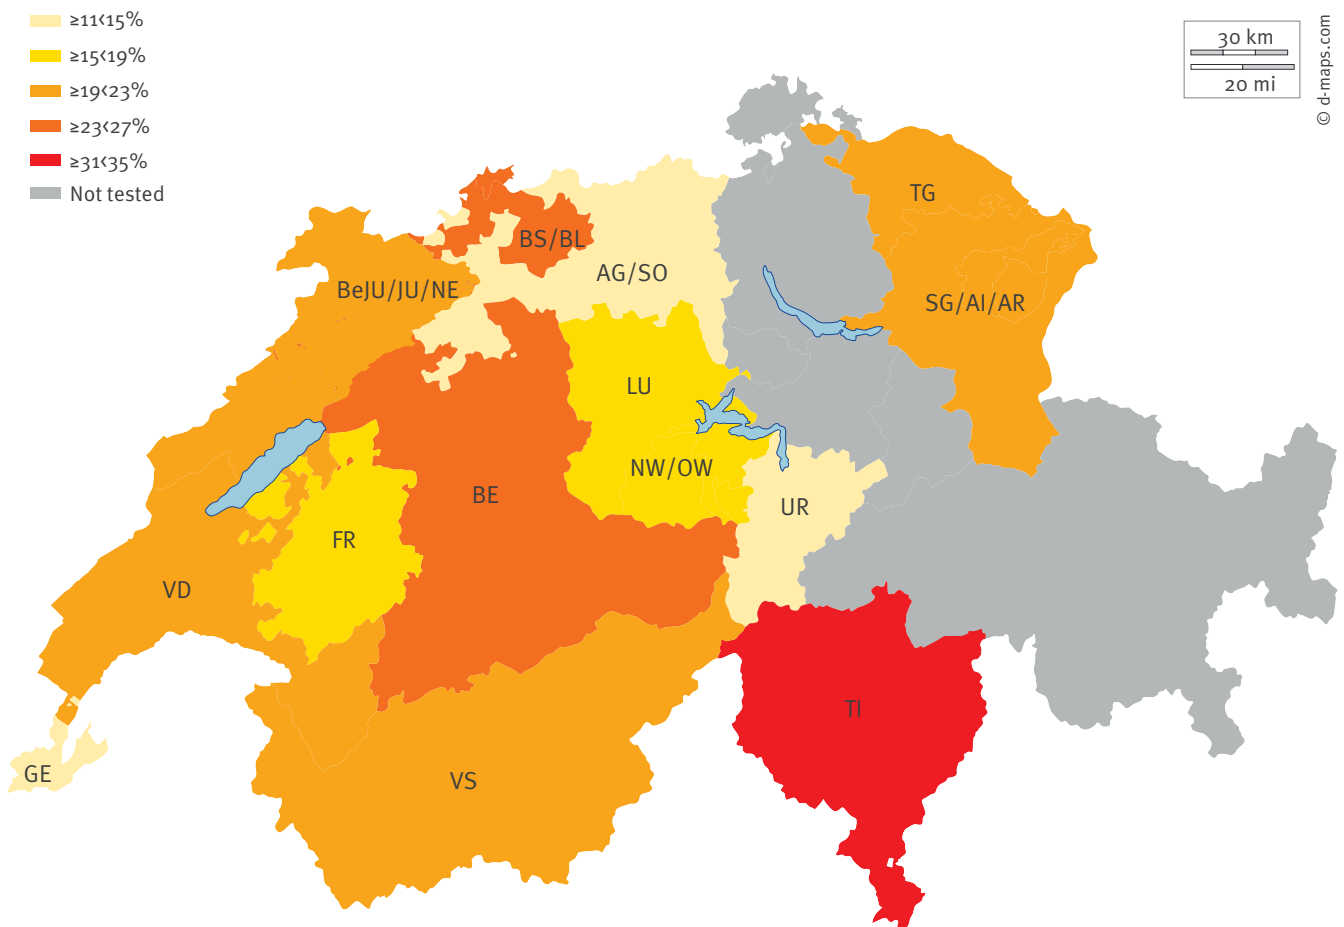 ≥11<15%
≥15<19%
≥19<23%
≥23<27%
≥31<35%
Not tested
30 km
20 mi
© d-maps.com
TG
BS/BL
AG/SO
BeJU/JU/NE
SG/AI/AR
LU
NW/OW
BE
UR
FR
VD
TI
GE
VS